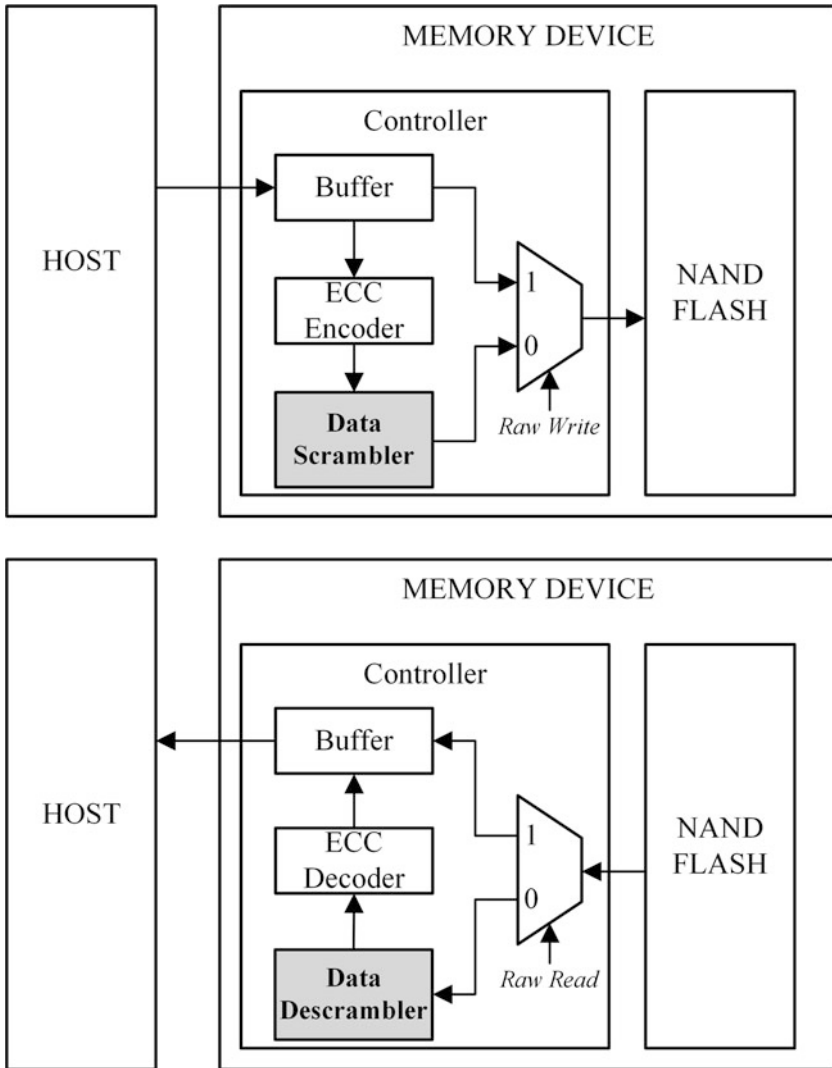 MEMORY DEVICE
Controller
Buffer
HOST
ECC
Encoder
1
0
NAND
FLASH
Data
Scrambler
Raw Write
MEMORY DEVICE
Controller
Buffer
HOST
ECC
Decoder
1
0
NAND
FLASH
Data
Descrambler
Raw Read